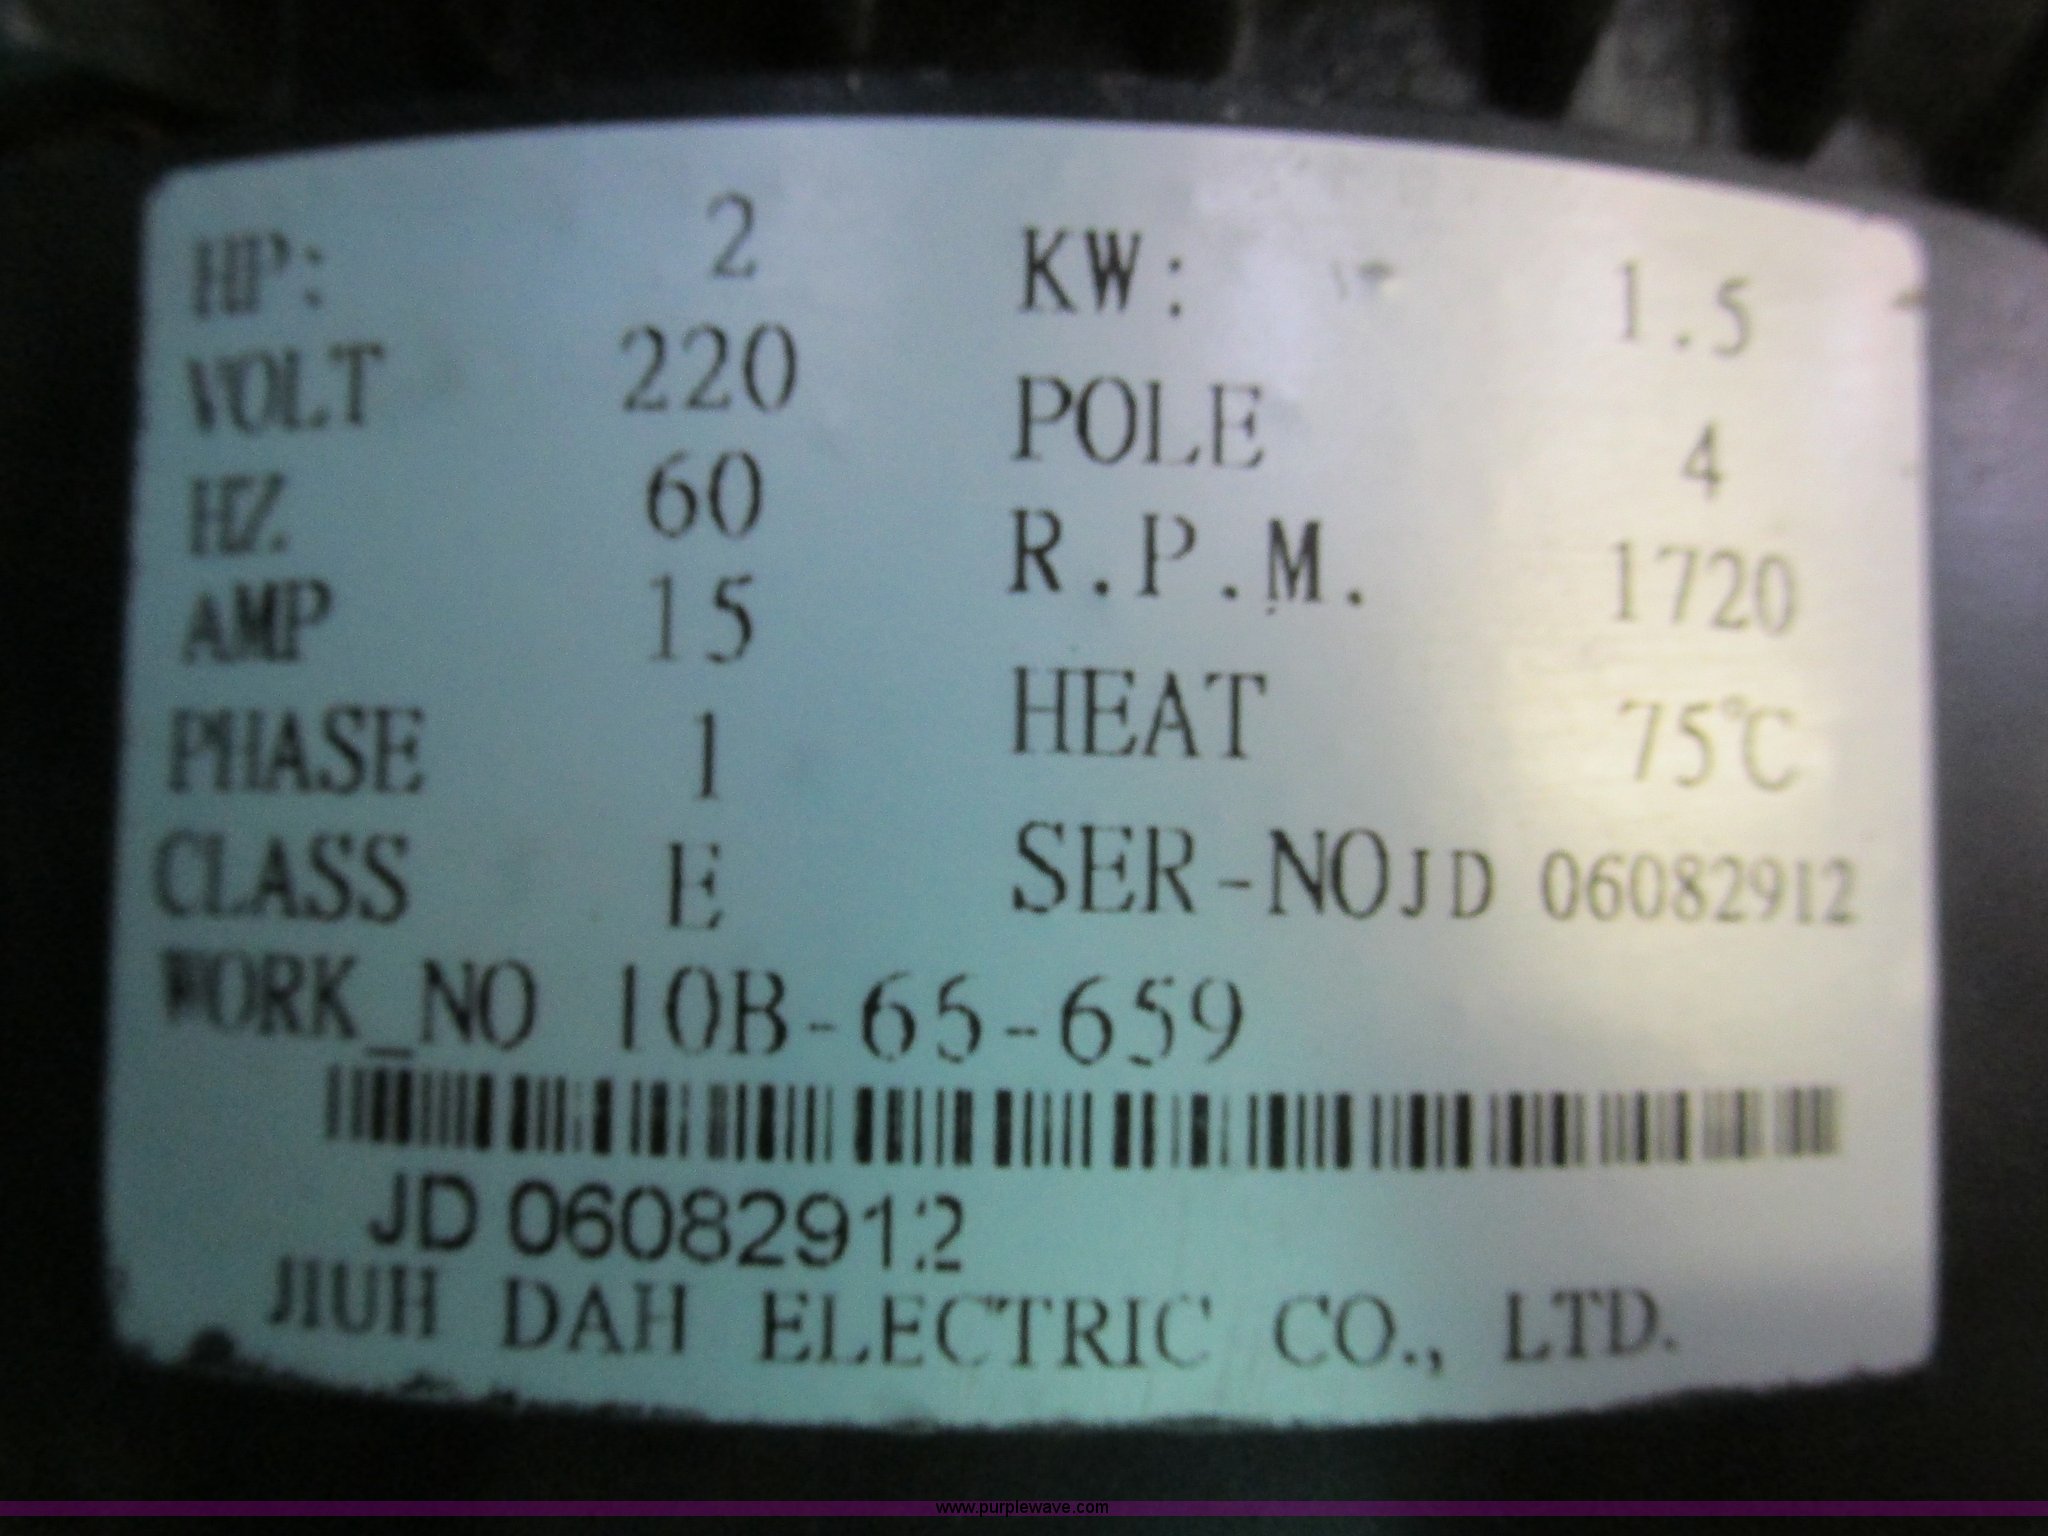 HP: 2 KW: 1.5
VOLT 220 POLE 4
HZ. 60 R.P.M. 1720
AMP 15 HEAT 75℃
PHASE 1 SER-NO JD 06082912
CLASS E
WORK_NO 10B-65-659
JD 06082912
JIUH DAH ELECTRIC CO., LTD.
www.purplewave.com